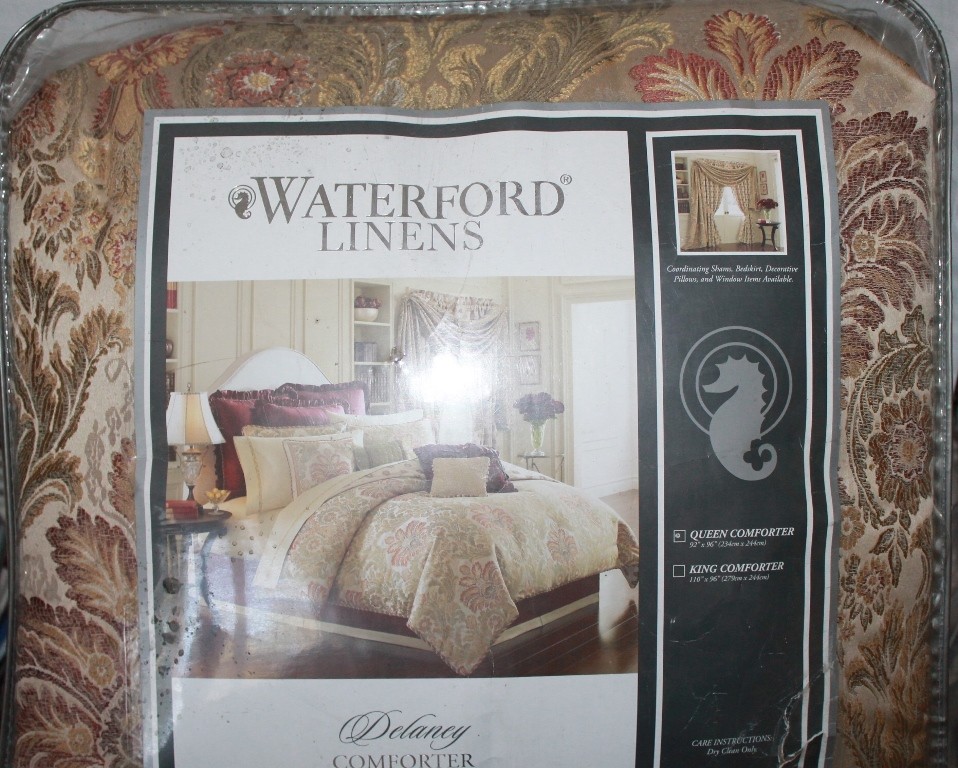 WATERFORD®
LINENS
Coordinating Shams, Bedskirt, Decorative
Pillows, and Window Items Available.
QUEEN COMFORTER
92" x 96" (234cm x 244cm)
KING COMFORTER
110" x 96" (279cm x 244cm)
Delaney
COMFORTER
CARE INSTRUCTIONS:
Dry Clean Only